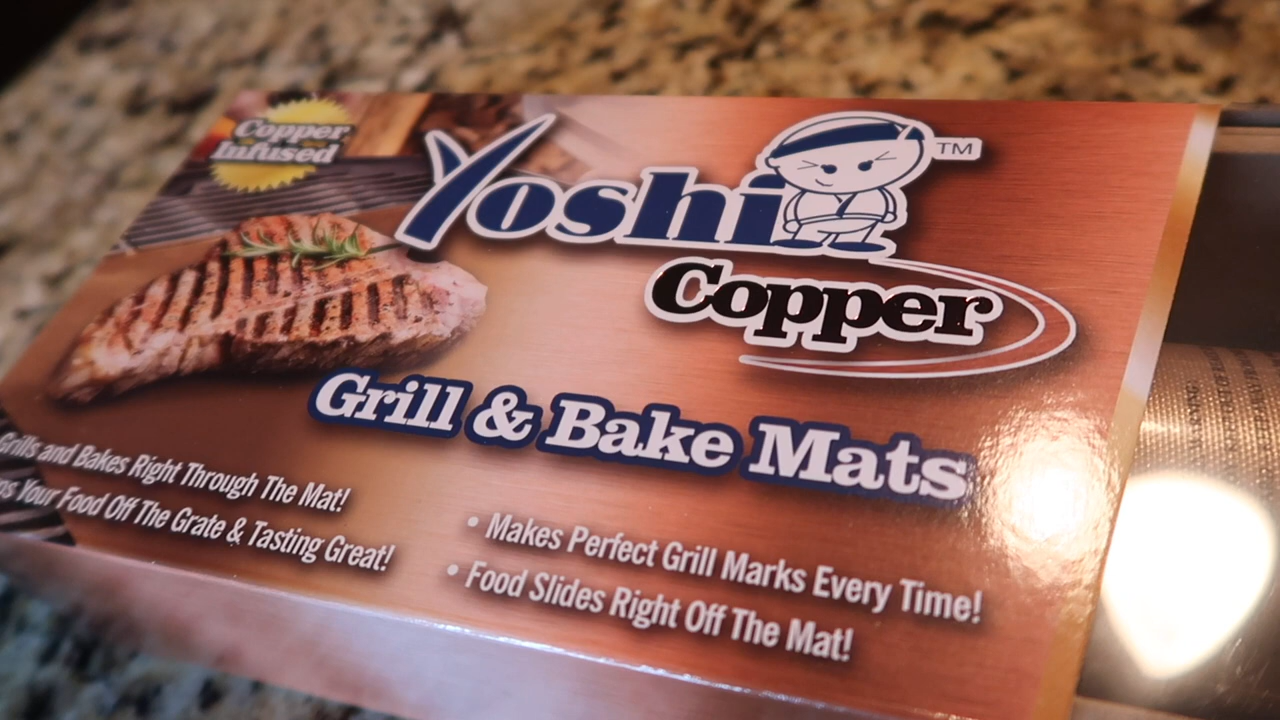 Copper
Infused
Yoshi TM
Copper
Grill & Bake Mats
Grills and Bakes Right Through The Mat!
Your Food Off The Grate & Tasting Great!
• Makes Perfect Grill Marks Every Time!
• Food Slides Right Off The Mat!